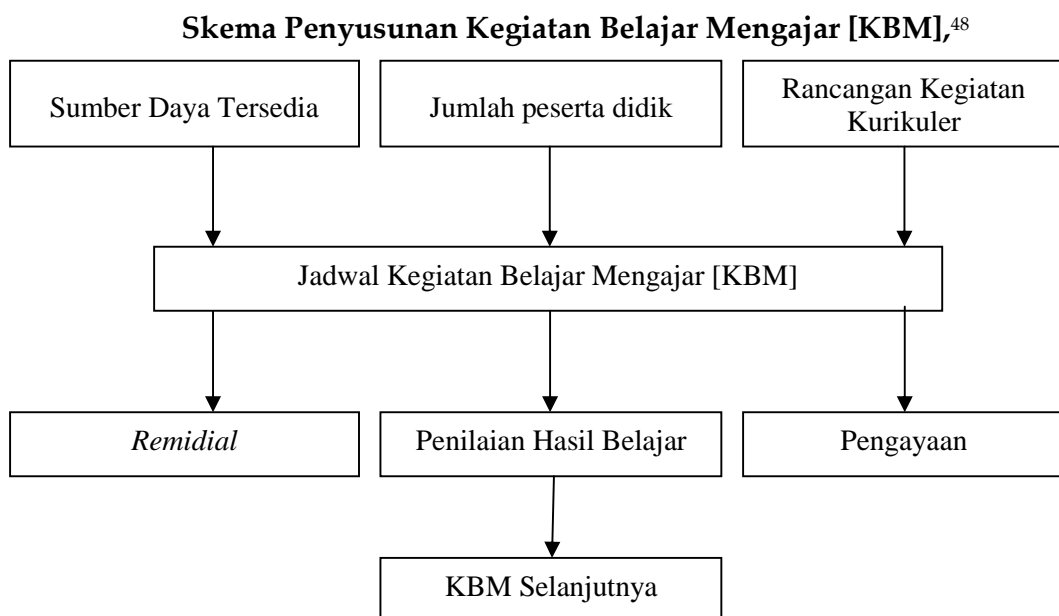 Skema Penyusunan Kegiatan Belajar Mengajar [KBM],48
Sumber Daya Tersedia
Jumlah peserta didik
Rancangan Kegiatan
Kurikuler
Jadwal Kegiatan Belajar Mengajar [KBM]
Remidial
Penilaian Hasil Belajar
Pengayaan
KBM Selanjutnya